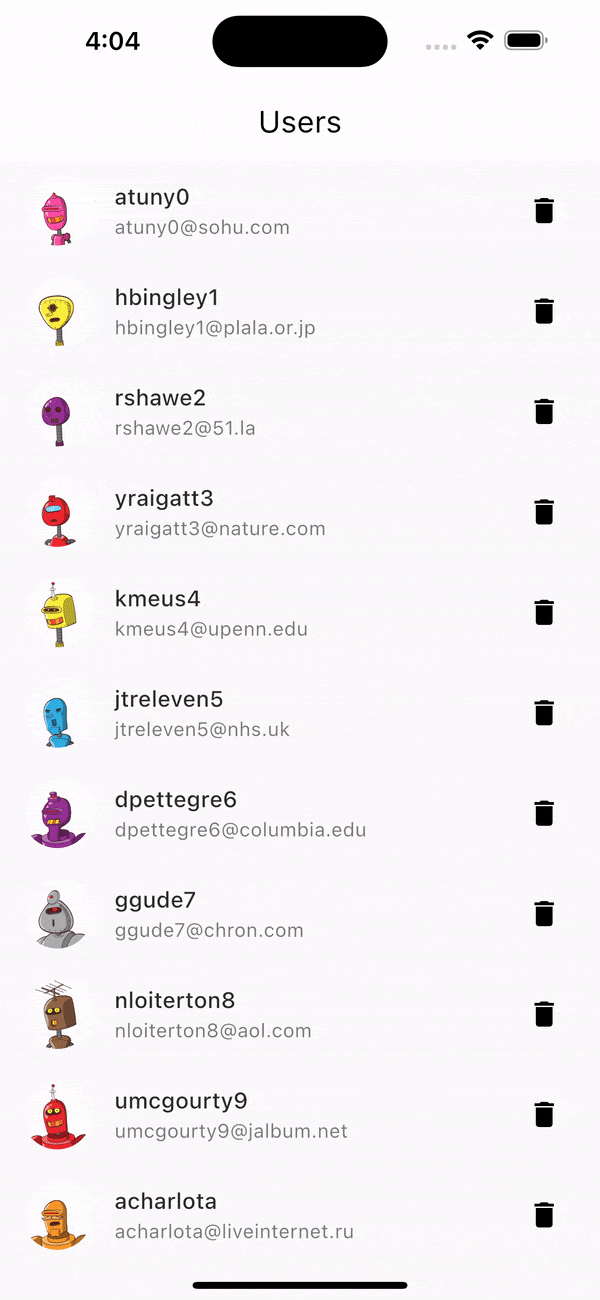 4:04
Users
atuny0
atuny0@sohu.com
hbingley1
hbingley1@plala.or.jp
rshawe2
rshawe2@51.la
yraigatt3
yraigatt3@nature.com
kmeus4
kmeus4@upenn.edu
jtreleven5
jtreleven5@nhs.uk
dpettegre6
dpettegre6@columbia.edu
ggude7
ggude7@chron.com
nloiterton8
nloiterton8@aol.com
umcgourty9
umcgourty9@jalbum.net
acharlota
acharlota@liveinternet.ru